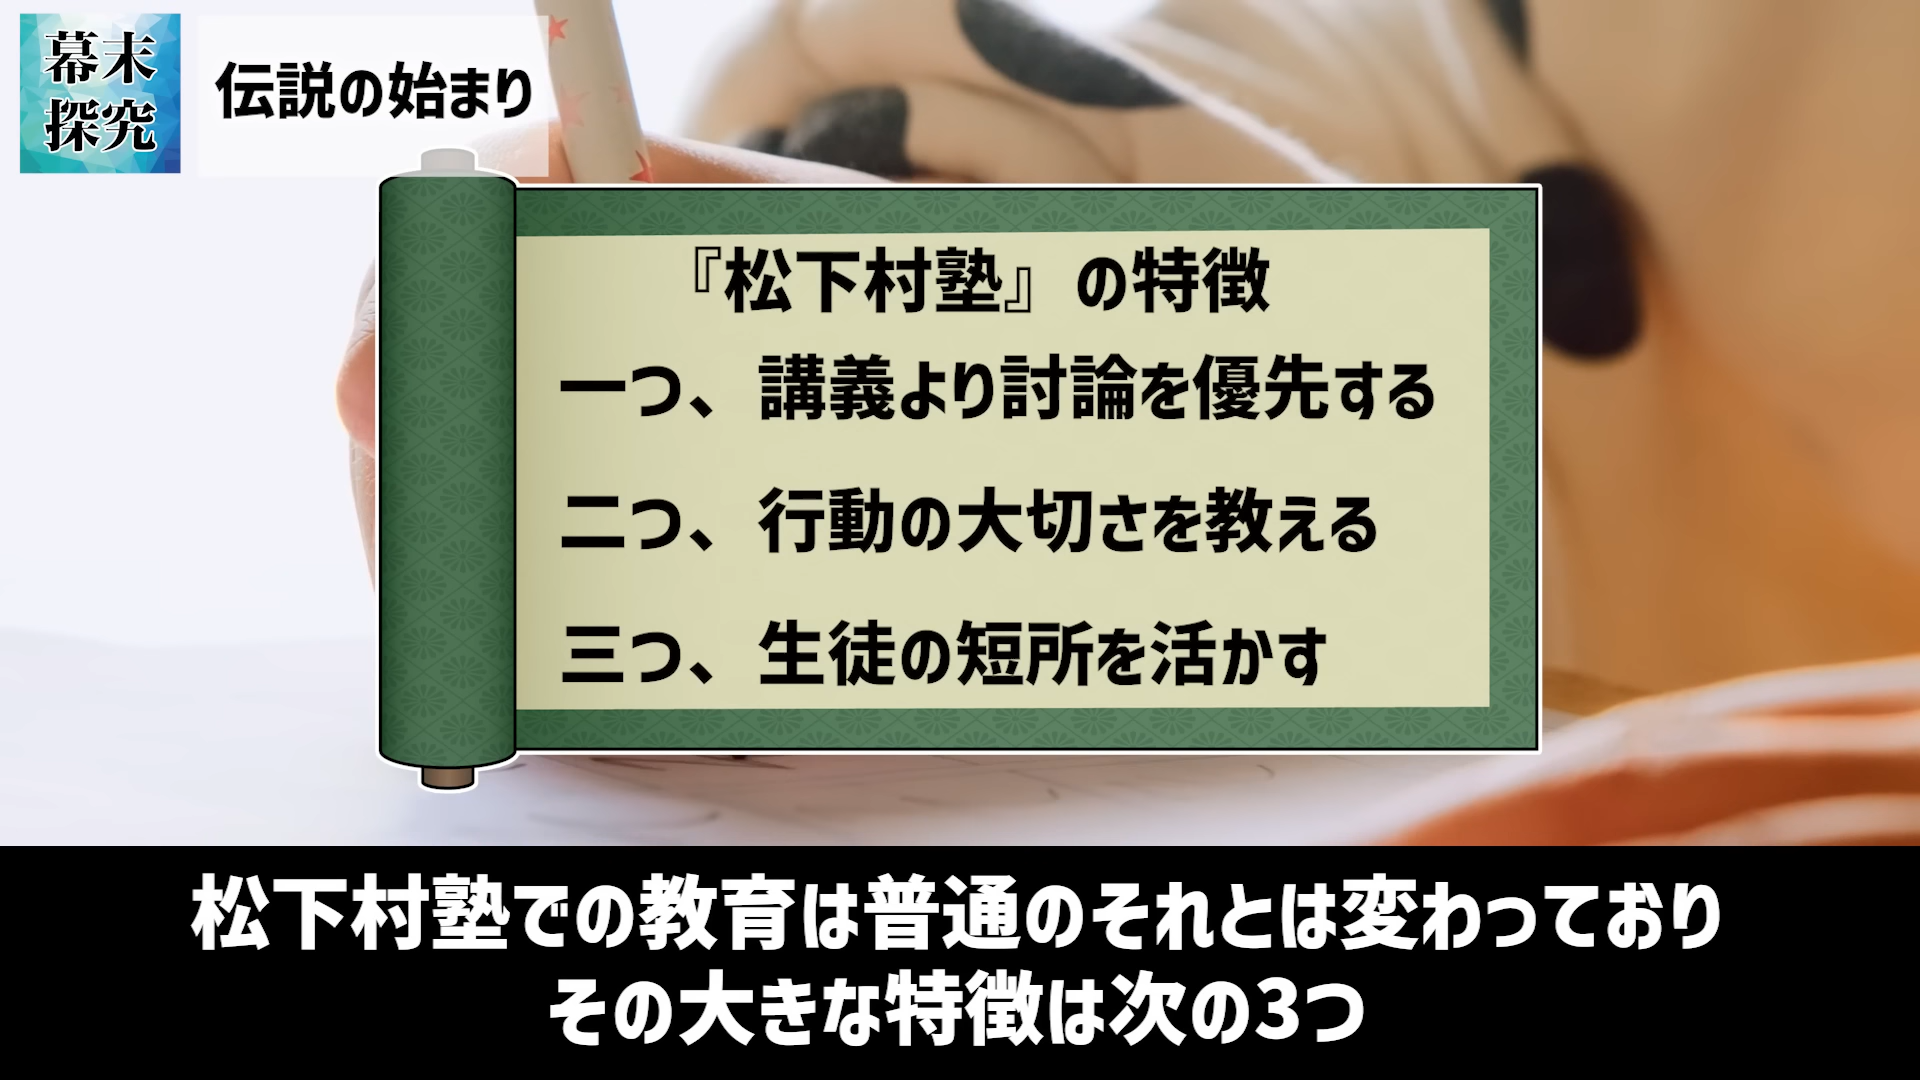 幕末
探究
伝説の始まり
『松下村塾』の特徴
一つ、講義より討論を優先する
二つ、行動の大切さを教える
三つ、生徒の短所を活かす
松下村塾での教育は普通のそれとは変わっており
その大きな特徴は次の3つ